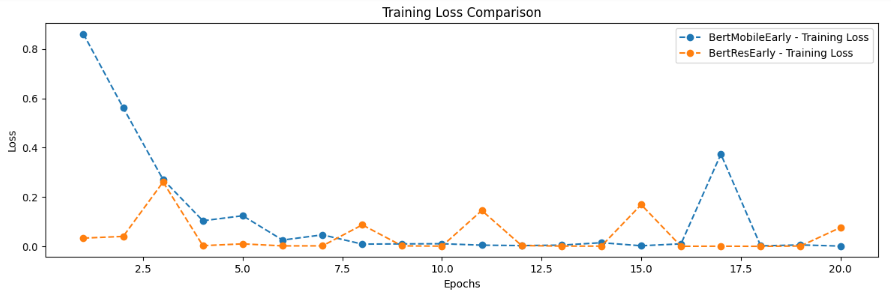 Training Loss Comparison
BertMobileEarly - Training Loss
BertResEarly - Training Loss
Loss
0.8
0.6
0.4
0.2
0.0
2.5 5.0 7.5 10.0 12.5 15.0 17.5 20.0
Epochs